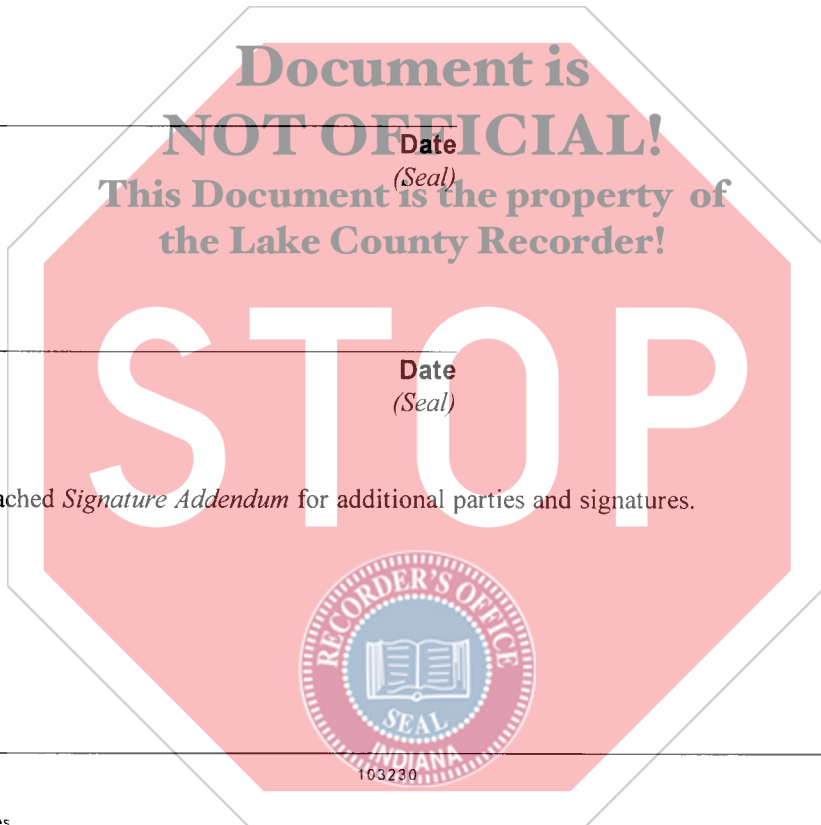 Document is
NOT OFFICIAL!
Date
(Seal)
This Document is the property of
the Lake County Recorder!
STOP
Date
(Seal)
Signature Addendum for additional parties and signatures.
RECORDER'S OFFICE
SEAL
INDIANA
103230